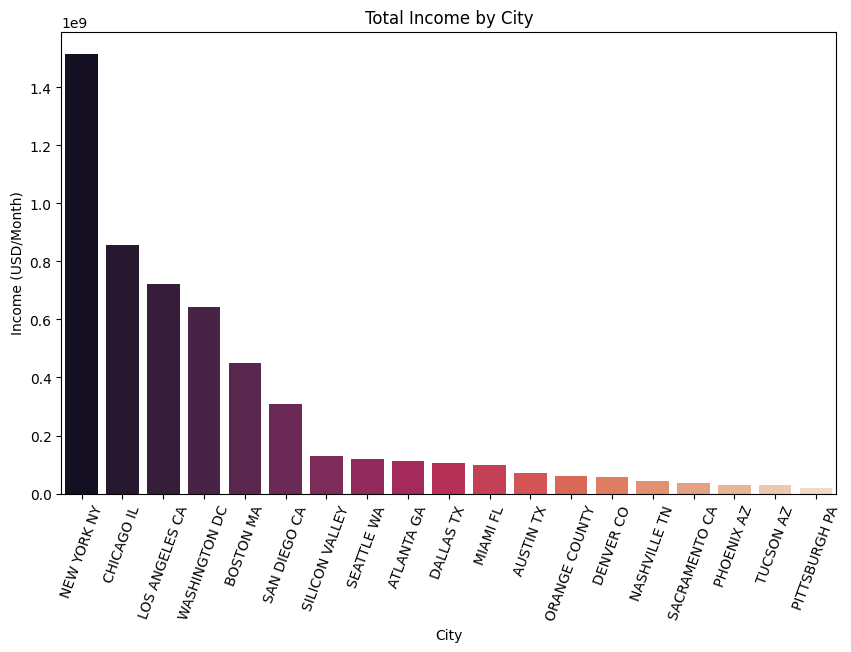 Total Income by City
1e9
Income (USD/Month)
1.4
1.2
1.0
0.8
0.6
0.4
0.2
0.0
NEW YORK NY
CHICAGO IL
LOS ANGELES CA
WASHINGTON DC
BOSTON MA
SAN DIEGO CA
SILICON VALLEY
SEATTLE WA
ATLANTA GA
DALLAS TX
MIAMI FL
AUSTIN TX
ORANGE COUNTY
DENVER CO
NASHVILLE TN
SACRAMENTO CA
PHOENIX AZ
TUCSON AZ
PITTSBURGH PA
City